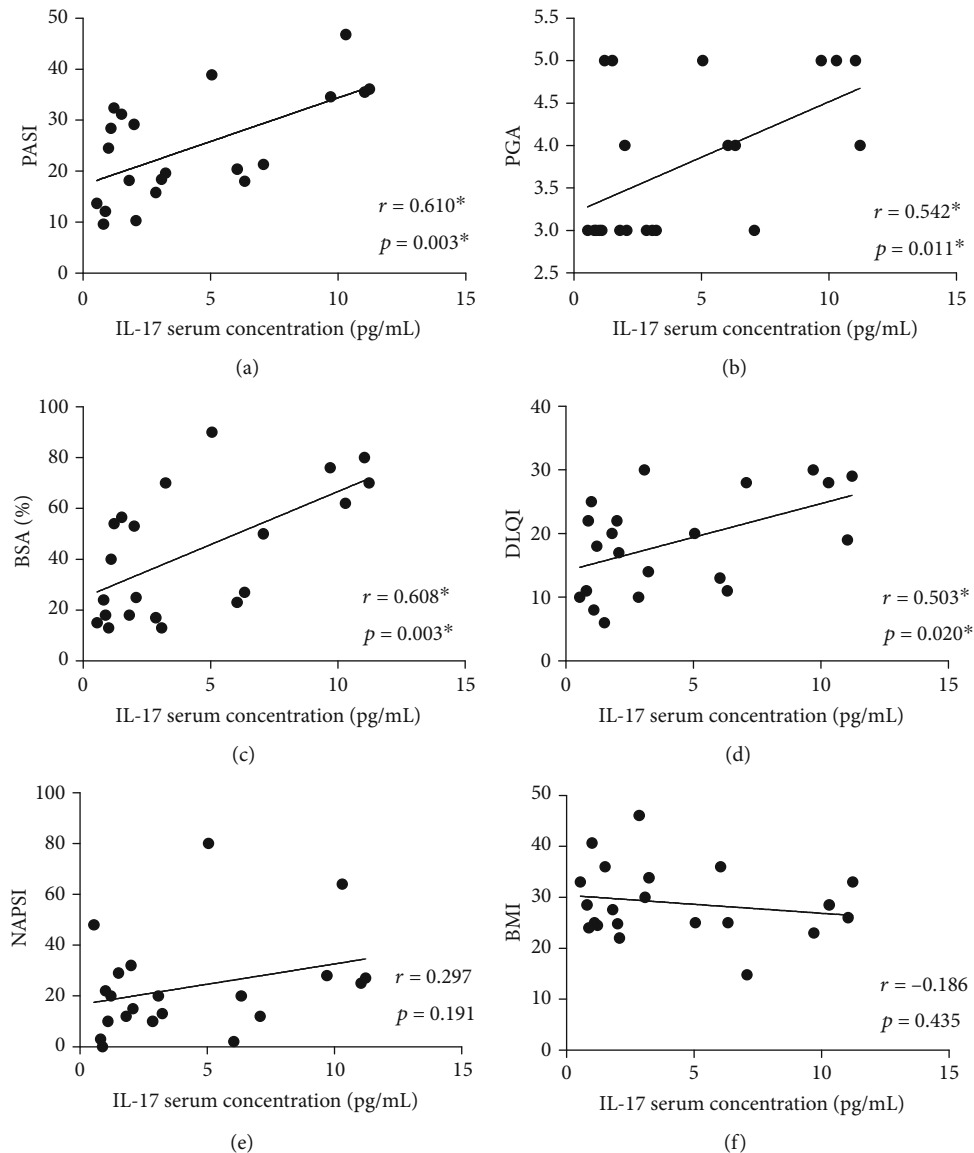 50
40
30
20
10
0
PASI
0
5
10
15
r = 0.610*
p = 0.003*
IL-17 serum concentration (pg/mL)
(a)
5.5
5.0
4.5
4.0
3.5
3.0
2.5
PGA
0
5
10
15
r = 0.542*
p = 0.011*
IL-17 serum concentration (pg/mL)
(b)
100
80
60
40
20
0
BSA (%)
0
5
10
15
r = 0.608*
p = 0.003*
IL-17 serum concentration (pg/mL)
(c)
40
30
20
10
0
DLQI
0
5
10
15
r = 0.503*
p = 0.020*
IL-17 serum concentration (pg/mL)
(d)
100
80
60
40
20
0
NAPSI
0
5
10
15
r = 0.297
p = 0.191
IL-17 serum concentration (pg/mL)
(e)
50
40
30
20
10
0
BMI
0
5
10
15
r = –0.186
p = 0.435
IL-17 serum concentration (pg/mL)
(f)